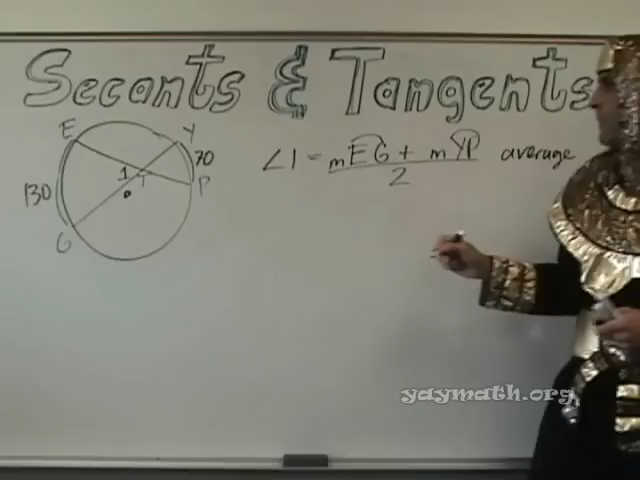 Secants & Tangents
E
Y
70
∠1 = mEG + mYP average
2
1
T
P
130
G
yaymath.org